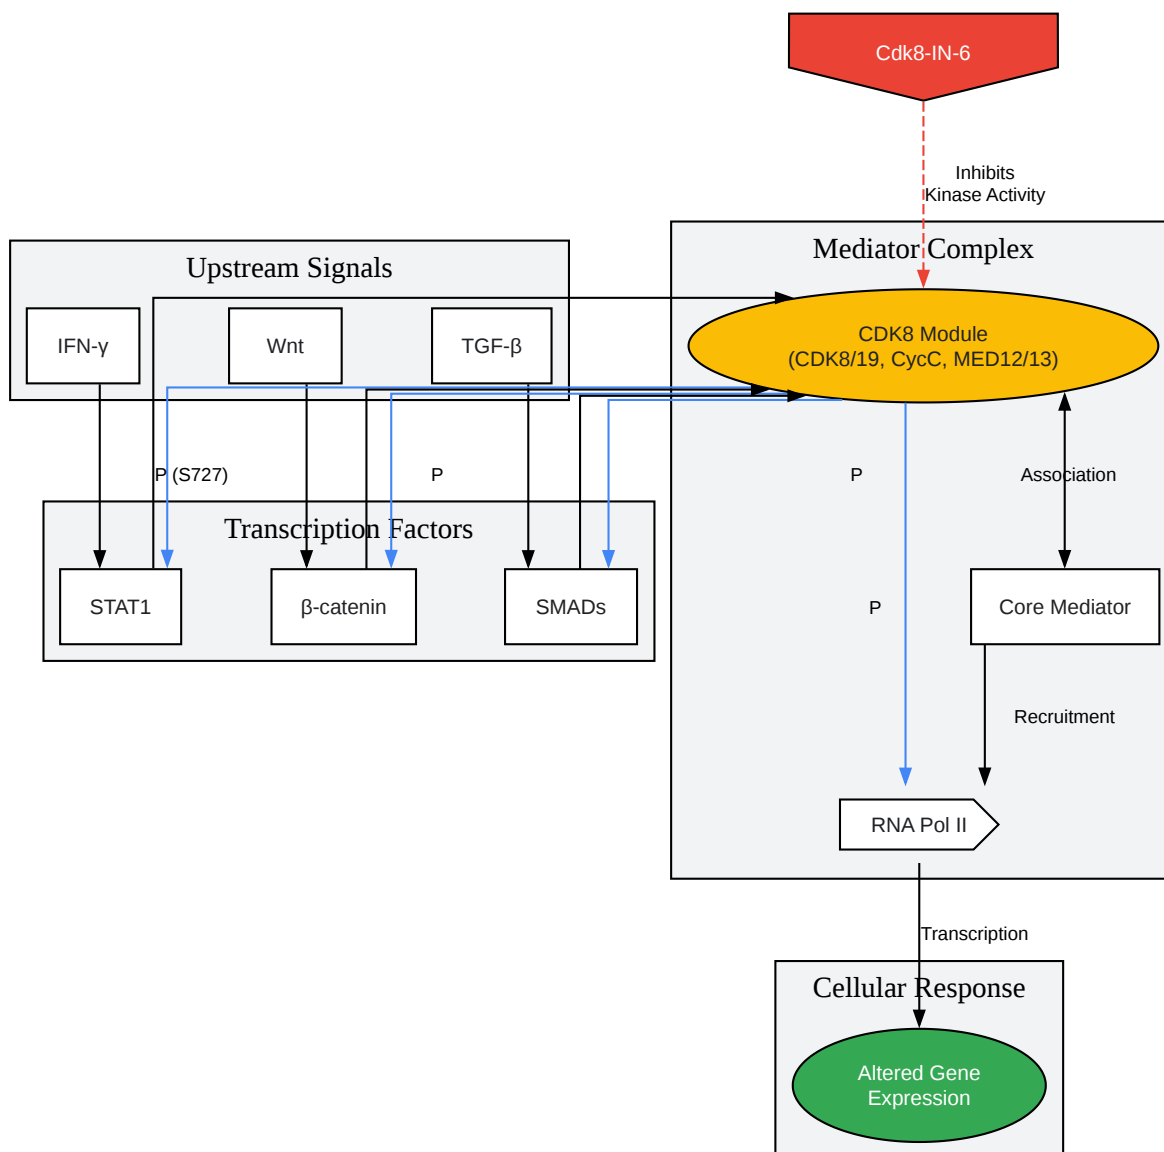 Cdk8-IN-6
Inhibits
Kinase Activity
Upstream Signals
Mediator Complex
IFN-γ
Wnt
TGF-β
CDK8 Module
(CDK8/19, CycC, MED12/13)
P (S727)
P
P
Association
Transcription Factors
STAT1
β-catenin
SMADs
P
Core Mediator
Recruitment
RNA Pol II
Transcription
Cellular Response
Altered Gene
Expression